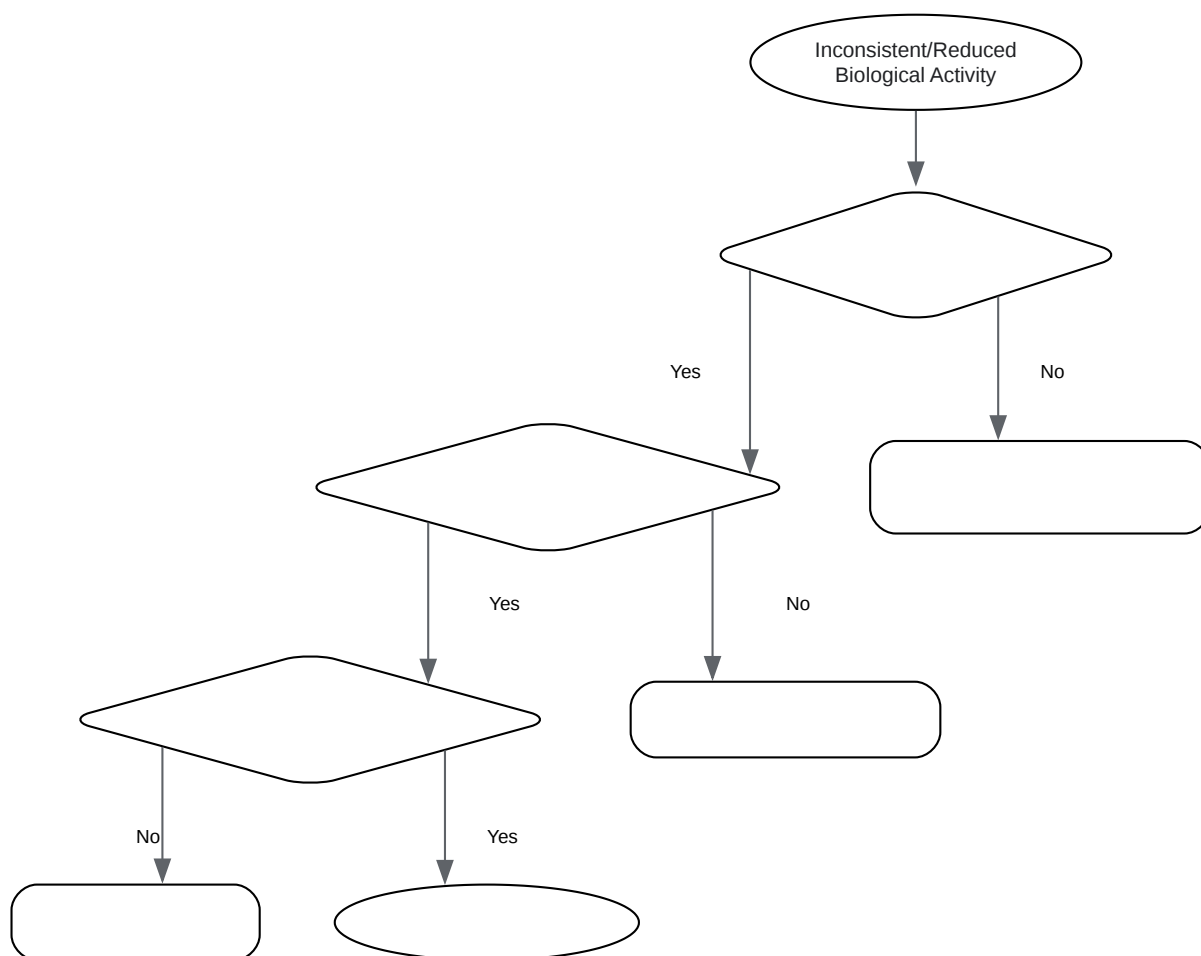 Inconsistent/Reduced
Biological Activity
Yes
No
Yes
No
No
Yes